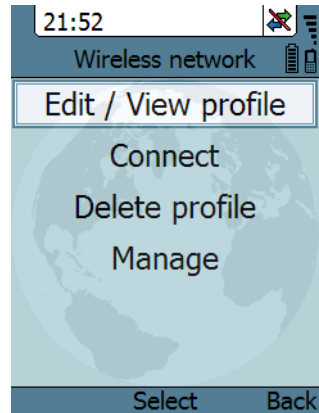 21:52
Wireless network
Edit / View profile
Connect
Delete profile
Manage
Select Back